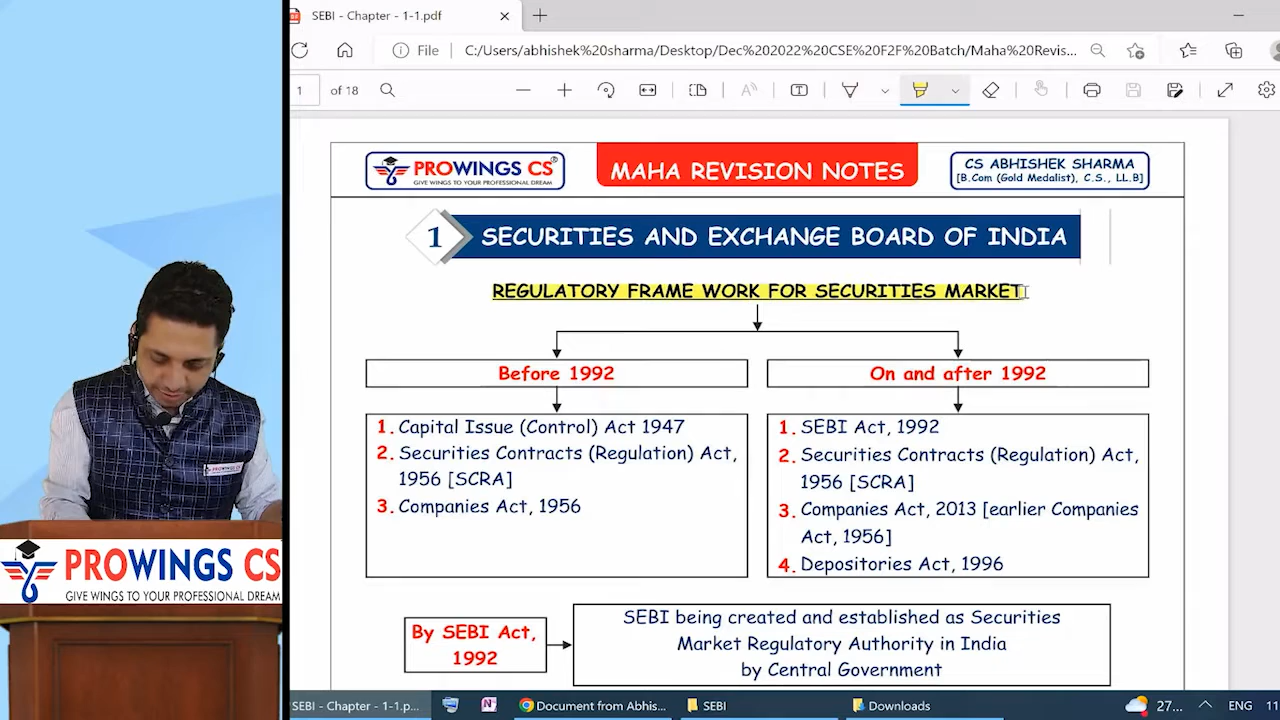 SEBI - Chapter - 1-1.pdf
File
C:/Users/abhishek%20sharma/Desktop/Dec%202022%20CSE%20F2F%20Batch/Maha%20Revis...
1 of 18
PROWINGS CS®
GIVE WINGS TO YOUR PROFESSIONAL DREAM
MAHA REVISION NOTES
CS ABHISHEK SHARMA
[B.Com (Gold Medalist), C.S., LL.B]
1 SECURITIES AND EXCHANGE BOARD OF INDIA
REGULATORY FRAME WORK FOR SECURITIES MARKET
Before 1992
1. Capital Issue (Control) Act 1947
2. Securities Contracts (Regulation) Act,
1956 [SCRA]
3. Companies Act, 1956
On and after 1992
1. SEBI Act, 1992
2. Securities Contracts (Regulation) Act,
1956 [SCRA]
3. Companies Act, 2013 [earlier Companies
Act, 1956]
4. Depositories Act, 1996
By SEBI Act,
1992
SEBI being created and established as Securities
Market Regulatory Authority in India
by Central Government
PROWINGS CS
PROWINGS CS
GIVE WINGS TO YOUR PROFESSIONAL DREAM
SEBI - Chapter - 1-1.p...
Document from Abhis...
SEBI
Downloads
27...
ENG
11